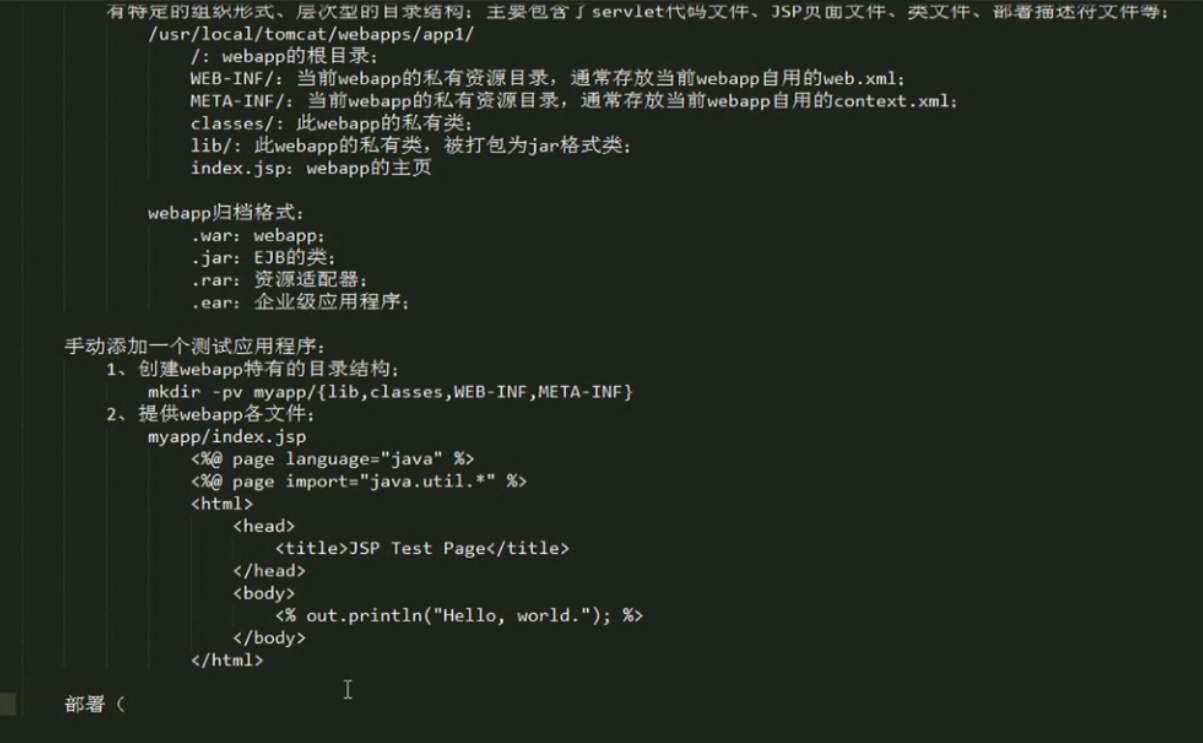 有特定的组织形式、层次型的目录结构；主要包含了servlet代码文件、JSP页面文件、类文件、部署描述符文件等；
/usr/local/tomcat/webapps/app1/
/: webapp的根目录；
WEB-INF/: 当前webapp的私有资源目录，通常存放当前webapp自用的web.xml；
META-INF/: 当前webapp的私有资源目录，通常存放当前webapp自用的context.xml；
classes/: 此webapp的私有类；
lib/: 此webapp的私有类，被打包为jar格式类；
index.jsp: webapp的主页
webapp归档格式：
.war: webapp;
.jar: EJB的类；
.rar: 资源适配器；
.ear: 企业级应用程序；
手动添加一个测试应用程序：
1、创建webapp特有的目录结构；
mkdir -pv myapp/{lib,classes,WEB-INF,META-INF}
2、提供webapp各文件；
myapp/index.jsp
<%@ page language="java" %>
<%@ page import="java.util.*" %>
<html>
<head>
<title>JSP Test Page</title>
</head>
<body>
<% out.println("Hello, world."); %>
</body>
</html>
部署（